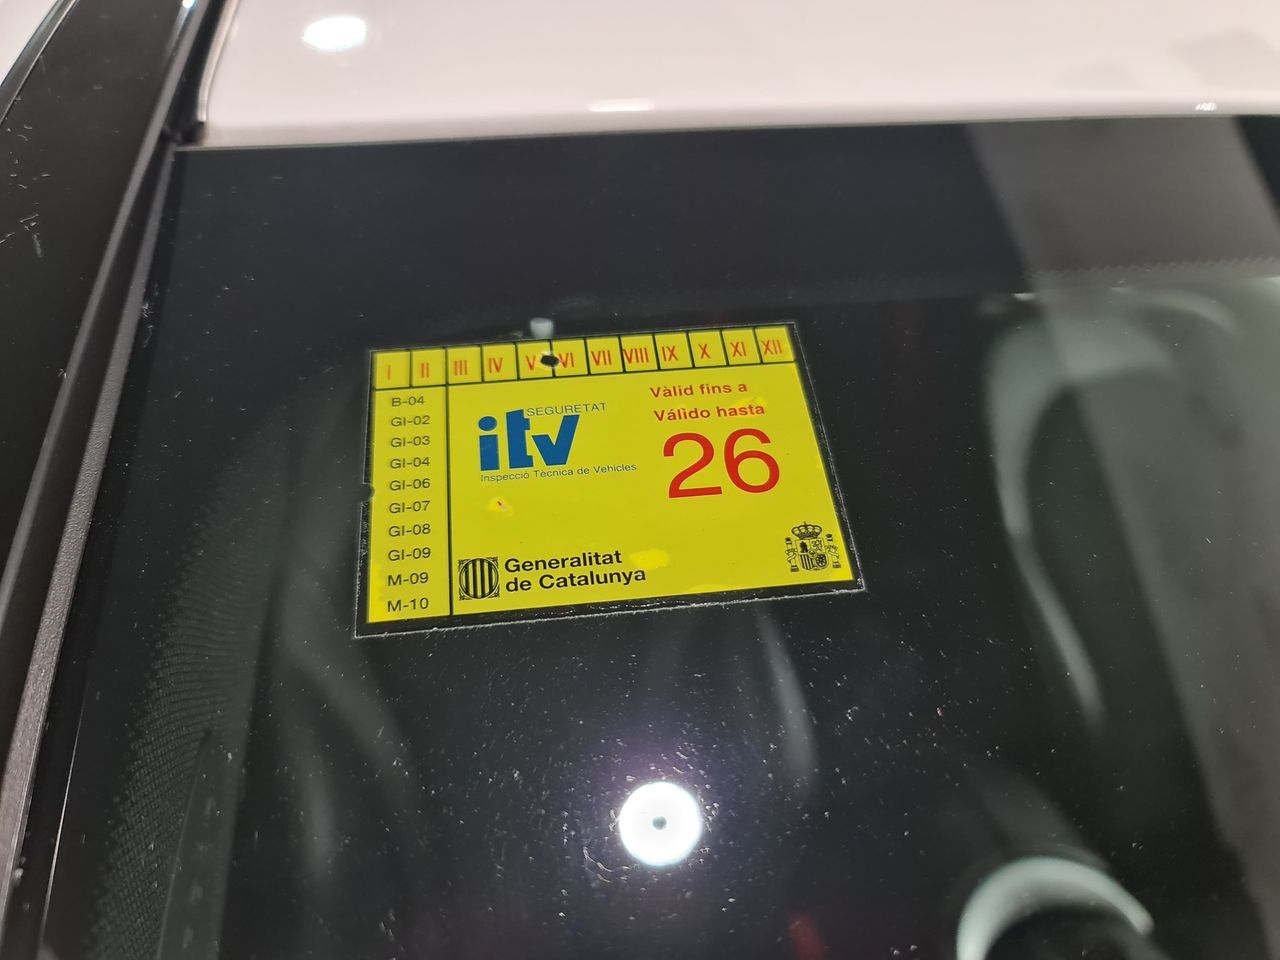 I II III IV V VI VII VIII IX X XI XII
B-04
GI-02
GI-03
GI-04
GI-06
GI-07
GI-08
GI-09
M-09
M-10
SEGURETAT
itv
Inspecció Tècnica de Vehicles
Vàlid fins a
Válido hasta
26
Generalitat
de Catalunya